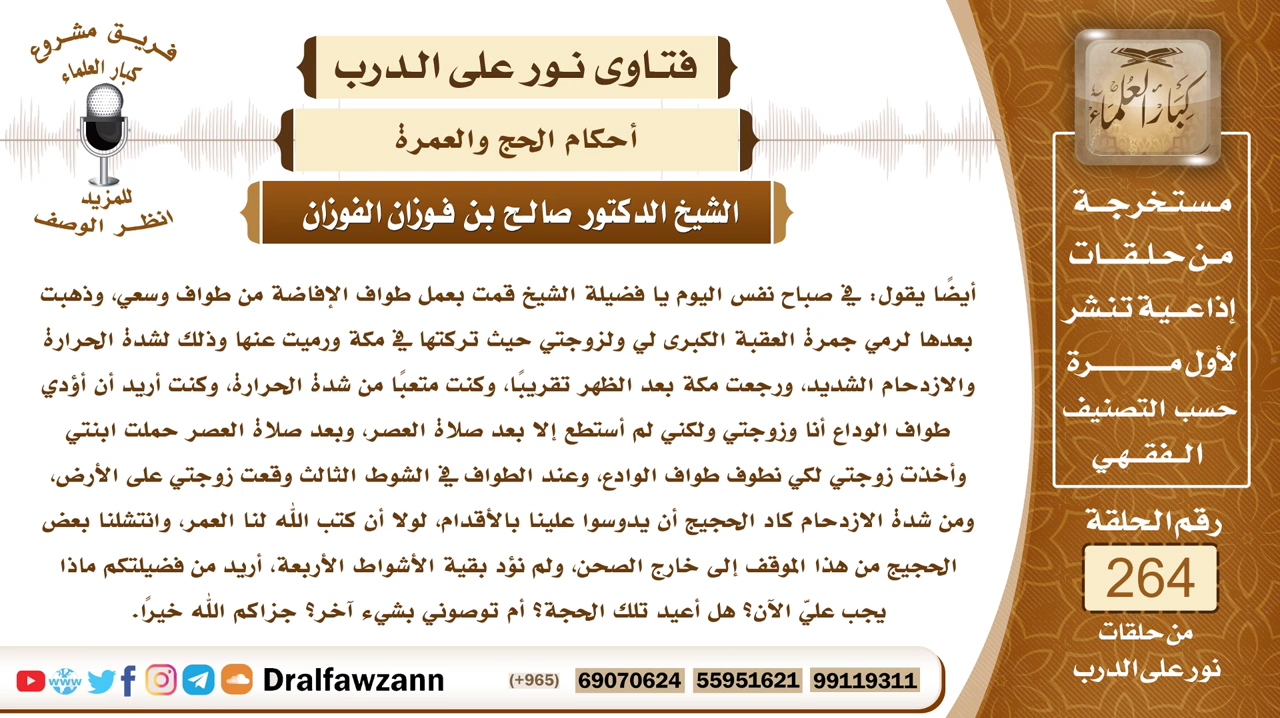 فريق مشروع
كبار العلماء
للمزيد
انظر الوصف
فتاوى نور على الدرب
أحكام الحج والعمرة
الشيخ الدكتور صالح بن فوزان الفوزان
أيضًا يقول: في صباح نفس اليوم يا فضيلة الشيخ قمت بعمل طواف الإفاضة من طواف وسعي، وذهبت
بعدها لرمي جمرة العقبة الكبرى لي ولزوجتي حيث تركتها في مكة ورميت عنها وذلك لشدة الحرارة
والازدحام الشديد، ورجعت مكة بعد الظهر تقريبًا، وكنت متعبًا من شدة الحرارة، وكنت أريد أن أؤدي
طواف الوداع أنا وزوجتي ولكني لم أستطع إلا بعد صلاة العصر، وبعد صلاة العصر حملت ابنتي
وأخذت زوجتي لكي نطوف طواف الوادع، وعند الطواف في الشوط الثالث وقعت زوجتي على الأرض،
ومن شدة الازدحام كاد الحجيج أن يدوسوا علينا بالأقدام، لولا أن كتب الله لنا العمر، وانتشلنا بعض
الحجيج من هذا الموقف إلى خارج الصحن، ولم نؤد بقية الأشواط الأربعة، أريد من فضيلتكم ماذا
يجب عليّ الآن؟ هل أعيد تلك الحجة؟ أم توصوني بشيء آخر؟ جزاكم الله خيرًا.
كبار العلماء
مستخرجة
من حلقات
إذاعية تنشر
لأول مرة
حسب التصنيف
الفقهي
رقم الحلقة
264
من حلقات
نور على الدرب
www Dralfawzann (+965) 69070624 55951621 99119311